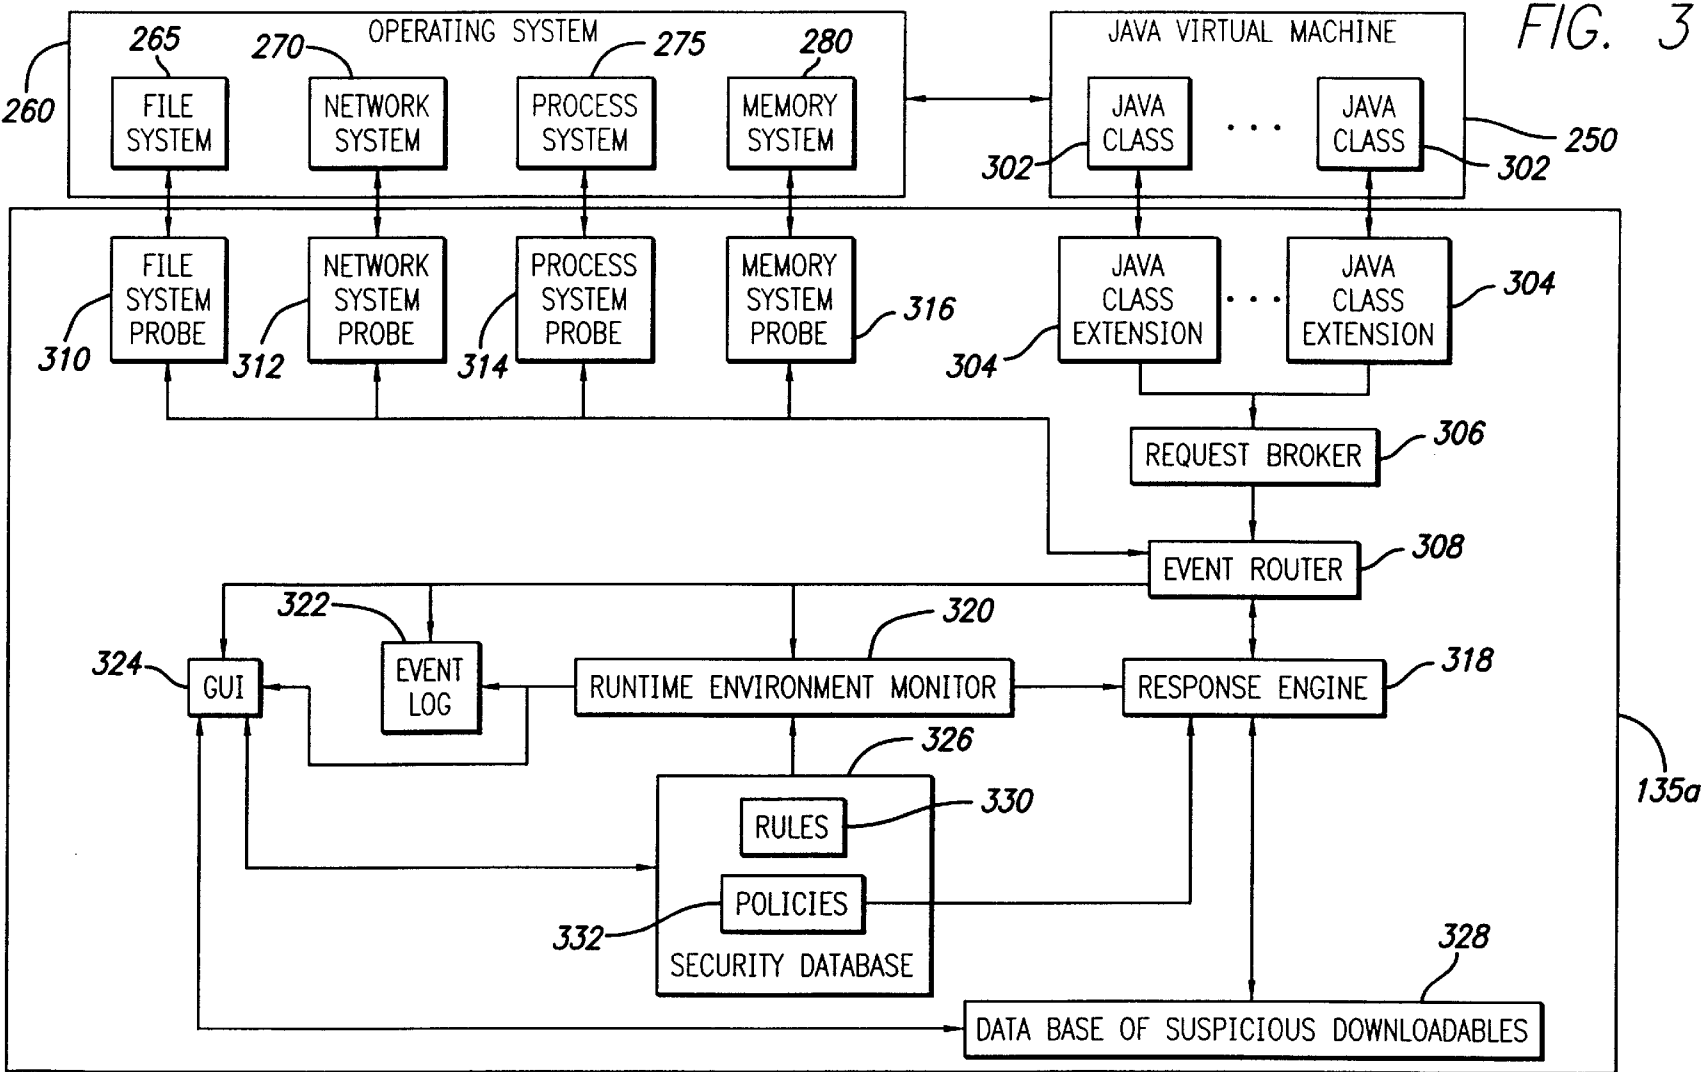 FIG. 3
OPERATING SYSTEM
JAVA VIRTUAL MACHINE
265
270
275
280
260
FILE
SYSTEM
NETWORK
SYSTEM
PROCESS
SYSTEM
MEMORY
SYSTEM
JAVA
CLASS
. . .
JAVA
CLASS
302
302
250
FILE
SYSTEM
PROBE
NETWORK
SYSTEM
PROBE
PROCESS
SYSTEM
PROBE
MEMORY
SYSTEM
PROBE
JAVA
CLASS
EXTENSION
. . .
JAVA
CLASS
EXTENSION
310
312
314
316
304
304
REQUEST BROKER
306
EVENT ROUTER
308
322
320
324
GUI
EVENT
LOG
RUNTIME ENVIRONMENT MONITOR
RESPONSE ENGINE
318
326
RULES
330
135a
POLICIES
332
SECURITY DATABASE
328
DATA BASE OF SUSPICIOUS DOWNLOADABLES